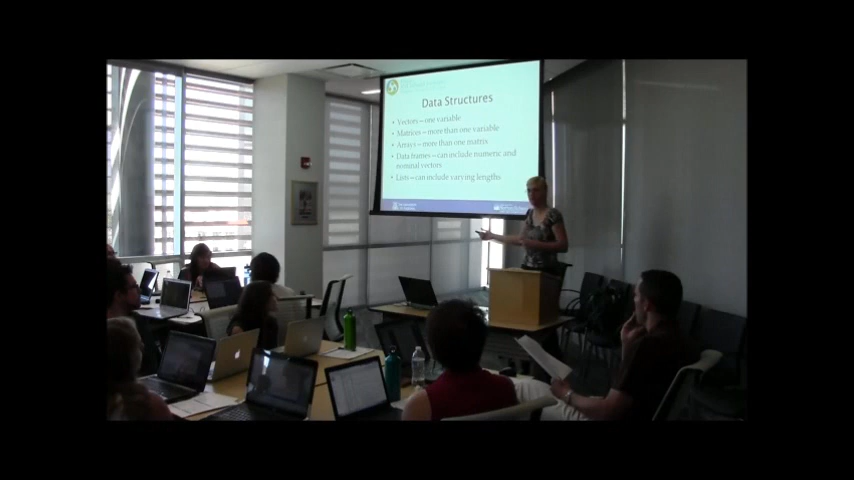 Data Structures
• Vectors – one variable
• Matrices – more than one variable
• Arrays – more than one matrix
• Data frames – can include numeric and
nominal vectors
• Lists – can include varying lengths